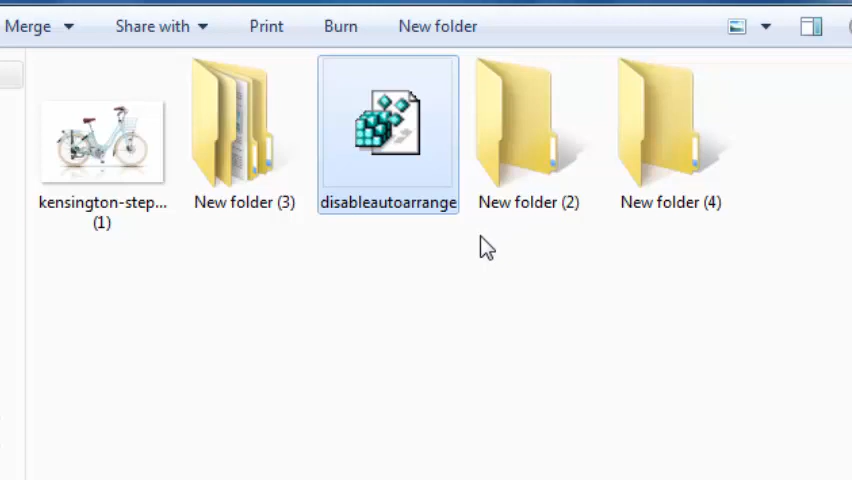 Merge Share with Print Burn New folder
kensington-step...
(1)
New folder (3)
disableautoarrange
New folder (2)
New folder (4)